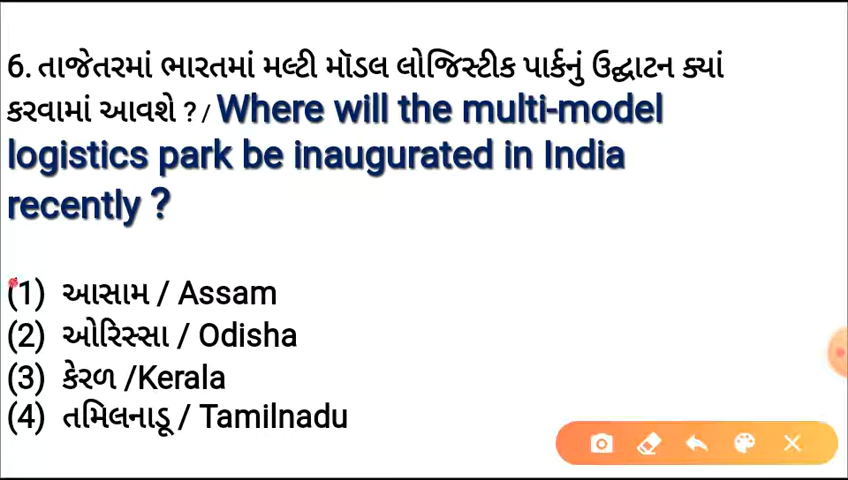 6. તાજેતરમાં ભારતમાં મલ્ટી મૉડલ લોજિસ્ટીક પાર્કનું ઉદ્ઘાટન ક્યાં
કરવામાં આવશે ? / Where will the multi-model
logistics park be inaugurated in India
recently ?
(1) આસામ / Assam
(2) ઓરિસ્સા / Odisha
(3) કેરળ /Kerala
(4) તમિલનાડૂ / Tamilnadu